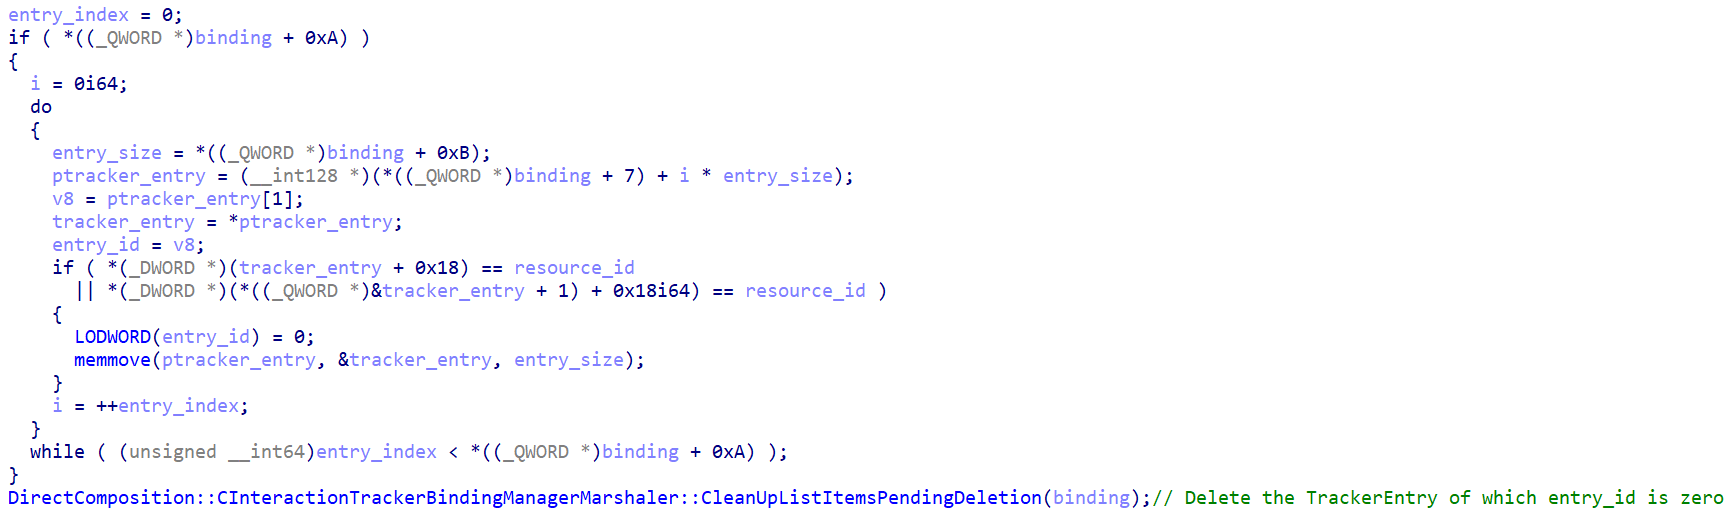 entry_index = 0;
if ( *((_QWORD *)binding + 0xA) )
{
  i = 0i64;
  do
  {
    entry_size = *((_QWORD *)binding + 0xB);
    ptracker_entry = (__int128 *)(*((_QWORD *)binding + 7) + i * entry_size);
    v8 = ptracker_entry[1];
    tracker_entry = *ptracker_entry;
    entry_id = v8;
    if ( *(_DWORD *)(tracker_entry + 0x18) == resource_id
      || *(_DWORD *)(*((_QWORD *)&tracker_entry + 1) + 0x18i64) == resource_id )
    {
      LODWORD(entry_id) = 0;
      memmove(ptracker_entry, &tracker_entry, entry_size);
    }
    i = ++entry_index;
  }
  while ( (unsigned __int64)entry_index < *((_QWORD *)binding + 0xA) );
}
DirectComposition::CInteractionTrackerBindingManagerMarshaler::CleanUpListItemsPendingDeletion(binding);// Delete the TrackerEntry of which entry_id is zero